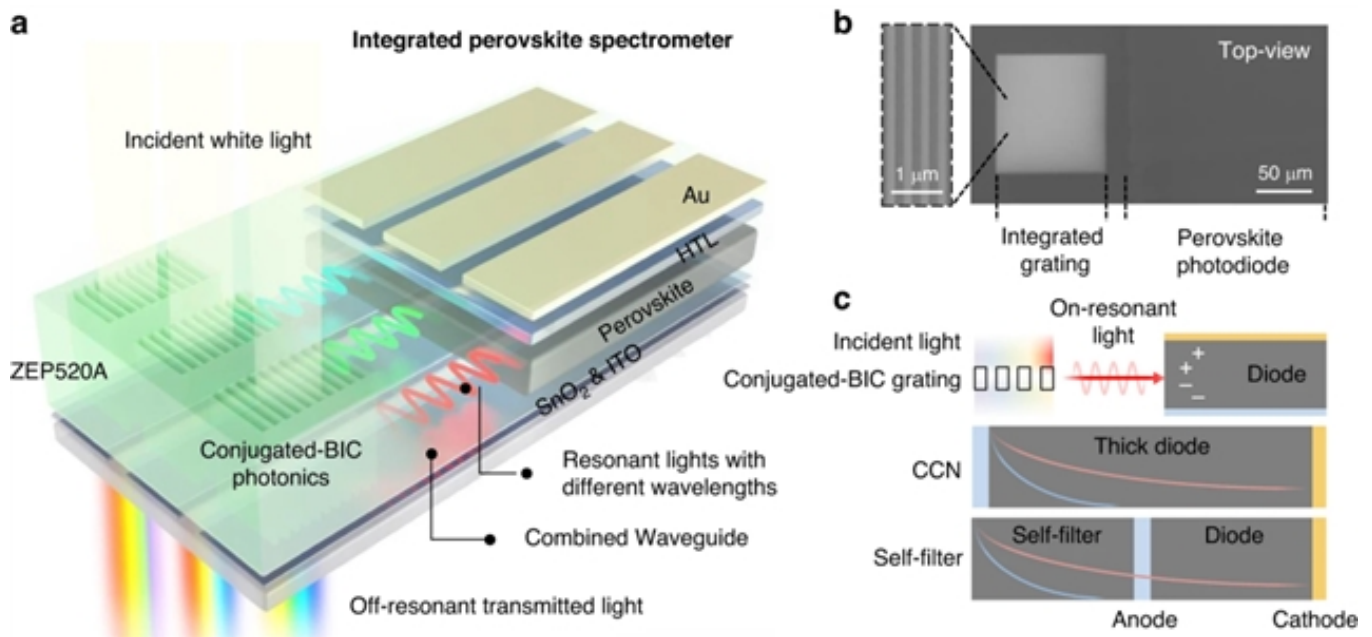 a
Integrated perovskite spectrometer
Incident white light
Au
HTL
Perovskite
SnO₂ & ITO
ZEP520A
Conjugated-BIC
photonics
Resonant lights with
different wavelengths
Combined Waveguide
Off-resonant transmitted light
b
Top-view
1 μm
50 μm
Integrated
grating
Perovskite
photodiode
c
On-resonant
light
Incident light
Conjugated-BIC grating
+
+ +
– –
Diode
Thick diode
CCN
Self-filter
Diode
Self-filter
Anode
Cathode